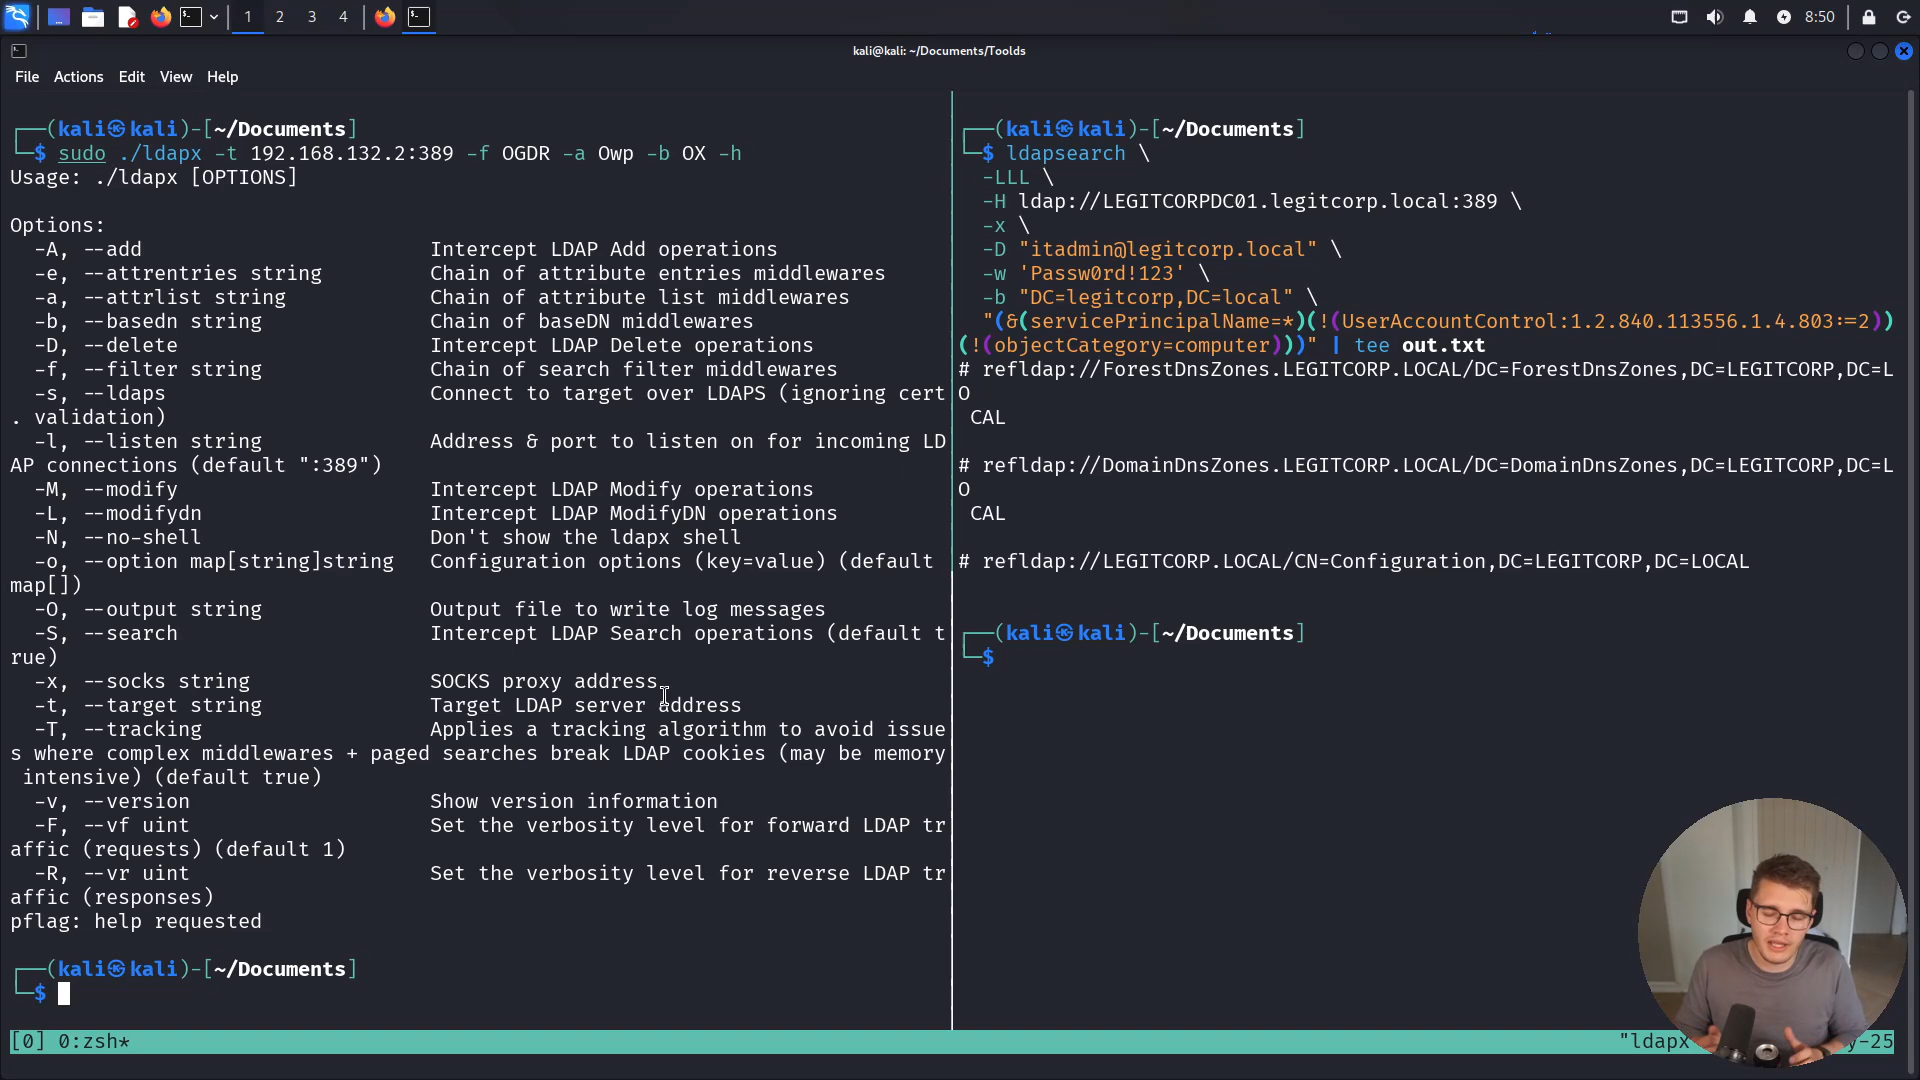 1 2 3 4
8:50
kali@kali: ~/Documents/Toolds
File Actions Edit View Help
┌──(kali㉿kali)-[~/Documents]
└─$ sudo ./ldapx -t 192.168.132.2:389 -f OGDR -a Owp -b OX -h
Usage: ./ldapx [OPTIONS]
Options:
-A, --add Intercept LDAP Add operations
-e, --attrentries string Chain of attribute entries middlewares
-a, --attrlist string Chain of attribute list middlewares
-b, --basedn string Chain of baseDN middlewares
-D, --delete Intercept LDAP Delete operations
-f, --filter string Chain of search filter middlewares
-s, --ldaps Connect to target over LDAPS (ignoring cert
. validation)
-l, --listen string Address & port to listen on for incoming LD
AP connections (default ":389")
-M, --modify Intercept LDAP Modify operations
-L, --modifydn Intercept LDAP ModifyDN operations
-N, --no-shell Don't show the ldapx shell
-o, --option map[string]string Configuration options (key=value) (default
map[])
-O, --output string Output file to write log messages
-S, --search Intercept LDAP Search operations (default t
rue)
-x, --socks string SOCKS proxy address
-t, --target string Target LDAP server address
-T, --tracking Applies a tracking algorithm to avoid issue
s where complex middlewares + paged searches break LDAP cookies (may be memory
intensive) (default true)
-v, --version Show version information
-F, --vf uint Set the verbosity level for forward LDAP tr
affic (requests) (default 1)
-R, --vr uint Set the verbosity level for reverse LDAP tr
affic (responses)
pflag: help requested
┌──(kali㉿kali)-[~/Documents]
└─$
┌──(kali㉿kali)-[~/Documents]
└─$ ldapsearch \
-LLL \
-H ldap://LEGITCORPDC01.legitcorp.local:389 \
-x \
-D "itadmin@legitcorp.local" \
-w 'Passw0rd!123' \
-b "DC=legitcorp,DC=local" \
"(&(servicePrincipalName=*)(!(UserAccountControl:1.2.840.113556.1.4.803:=2))
(!(objectCategory=computer)))" | tee out.txt
# refldap://ForestDnsZones.LEGITCORP.LOCAL/DC=ForestDnsZones,DC=LEGITCORP,DC=L
O
CAL
# refldap://DomainDnsZones.LEGITCORP.LOCAL/DC=DomainDnsZones,DC=LEGITCORP,DC=L
O
CAL
# refldap://LEGITCORP.LOCAL/CN=Configuration,DC=LEGITCORP,DC=LOCAL
┌──(kali㉿kali)-[~/Documents]
└─$
[0] 0:zsh* "ldapx y-25